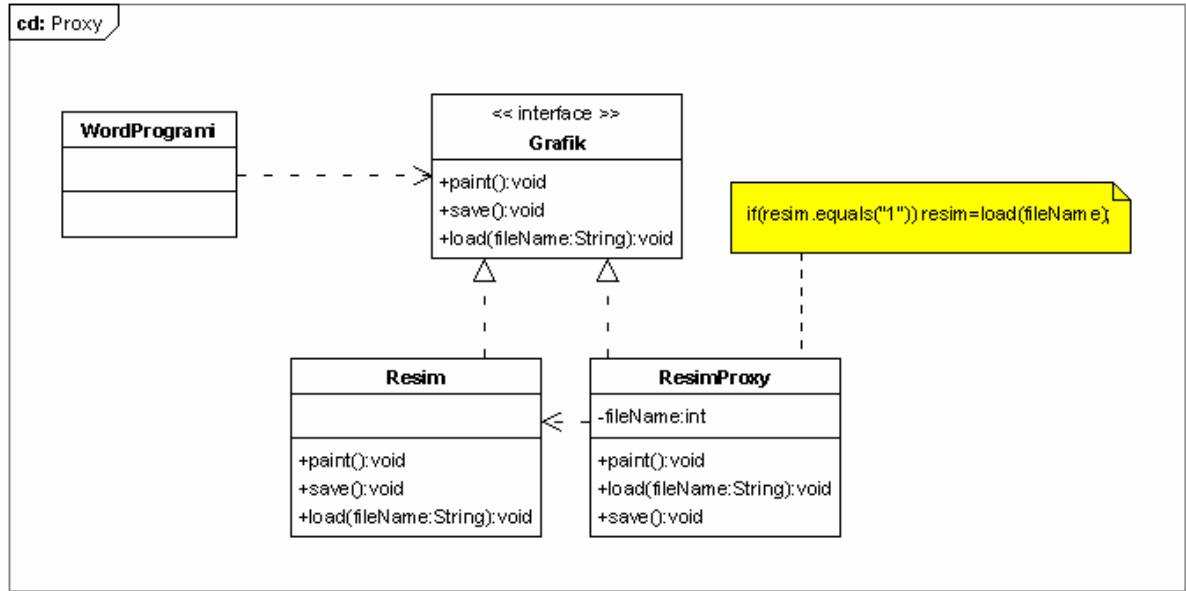 cd: Proxy
WordProgrami
<< interface >>
Grafik
+paint():void
+save():void
+load(fileName:String):void
if(resim.equals("1")) resim=load(fileName);
Resim
+paint():void
+save():void
+load(fileName:String):void
ResimProxy
-fileName:int
+paint():void
+load(fileName:String):void
+save():void